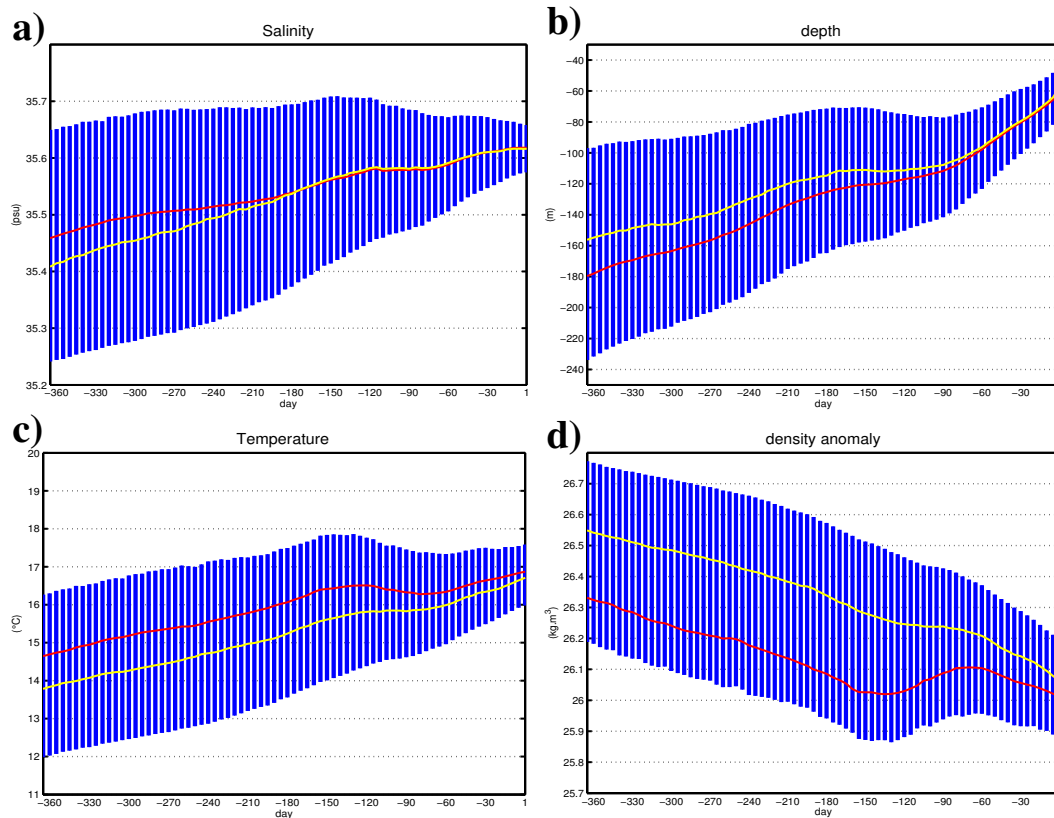 a)
Salinity
35.7
35.6
35.5
35.4
35.3
35.2
(psu)
−360 −330 −300 −270 −240 −210 −180 −150 −120 −90 −60 −30 1
day
b)
depth
−40
−60
−80
−100
−120
−140
−160
−180
−200
−220
−240
(m)
−360 −330 −300 −270 −240 −210 −180 −150 −120 −90 −60 −30
day
c)
Temperature
20
19
18
17
16
15
14
13
12
11
(°C)
−360 −330 −300 −270 −240 −210 −180 −150 −120 −90 −60 −30 1
day
d)
density anomaly
26.7
26.6
26.5
26.4
26.3
26.2
26.1
26
25.9
25.8
25.7
(kg.m³)
−360 −330 −300 −270 −240 −210 −180 −150 −120 −90 −60 −30
day